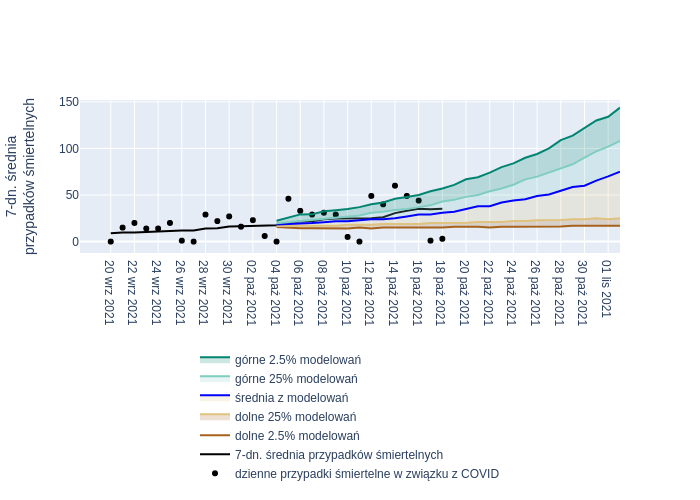 7-dn. średnia
przypadków śmiertelnych
150
100
50
0
20 wrz 2021
22 wrz 2021
24 wrz 2021
26 wrz 2021
28 wrz 2021
30 wrz 2021
02 paź 2021
04 paź 2021
06 paź 2021
08 paź 2021
10 paź 2021
12 paź 2021
14 paź 2021
16 paź 2021
18 paź 2021
20 paź 2021
22 paź 2021
24 paź 2021
26 paź 2021
28 paź 2021
30 paź 2021
01 lis 2021
górne 2.5% modelowań
górne 25% modelowań
średnia z modelowań
dolne 25% modelowań
dolne 2.5% modelowań
7-dn. średnia przypadków śmiertelnych
dzienne przypadki śmiertelne w związku z COVID